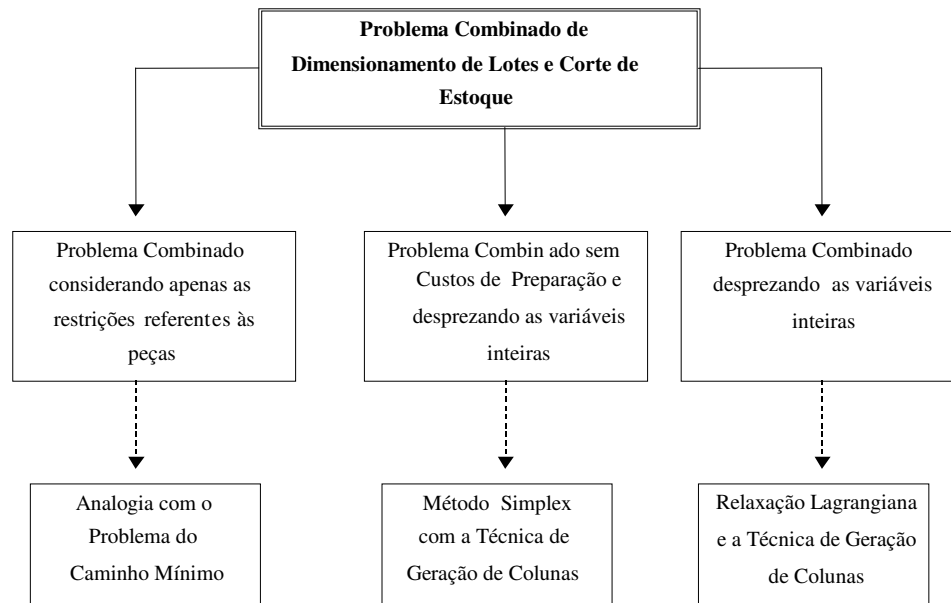 Problema Combinado de
Dimensionamento de Lotes e Corte de
Estoque
Problema Combinado
considerando apenas as
restrições referentes às
peças
Problema Combin ado sem
Custos de Preparação e
desprezando as variáveis
inteiras
Problema Combinado
desprezando as variáveis
inteiras
Analogia com o
Problema do
Caminho Mínimo
Método Simplex
com a Técnica de
Geração de Colunas
Relaxação Lagrangiana
e a Técnica de Geração
de Colunas